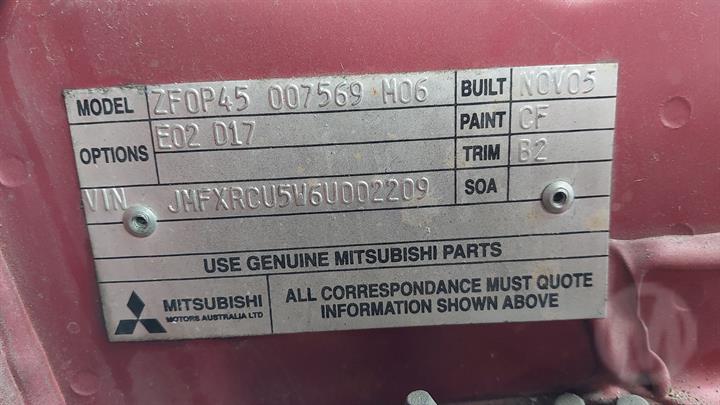 MODEL ZF0P45 007569 M06 BUILT NOV05
OPTIONS E02 D17 PAINT CF
TRIM B2
VIN JMFXRCU5W6U002209 SOA
USE GENUINE MITSUBISHI PARTS
MITSUBISHI
MOTORS AUSTRALIA LTD
ALL CORRESPONDANCE MUST QUOTE
INFORMATION SHOWN ABOVE
M